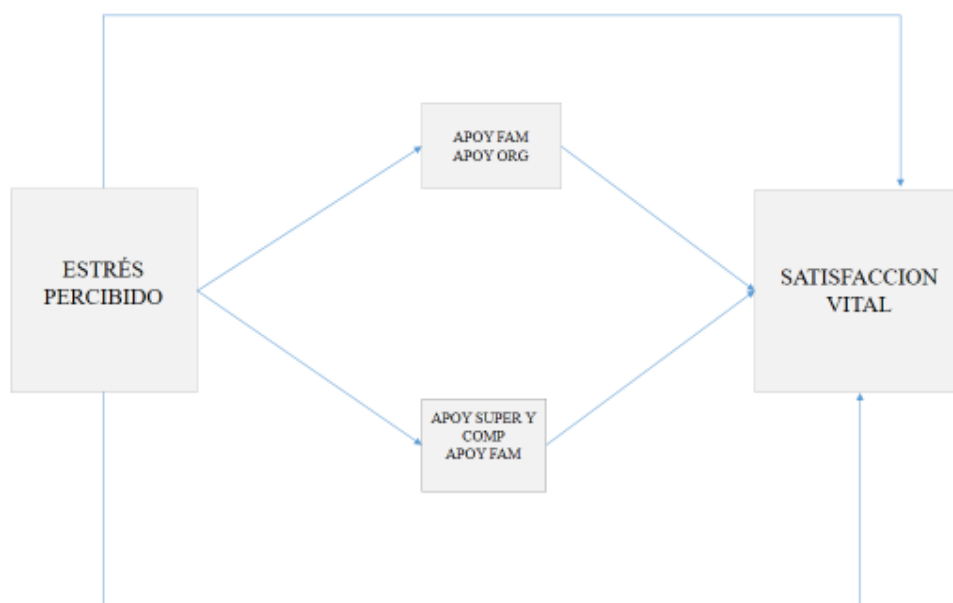 APOY FAM
APOY ORG
ESTRÉS
PERCIBIDO
SATISFACCION
VITAL
APOY SUPER Y
COMP
APOY FAM